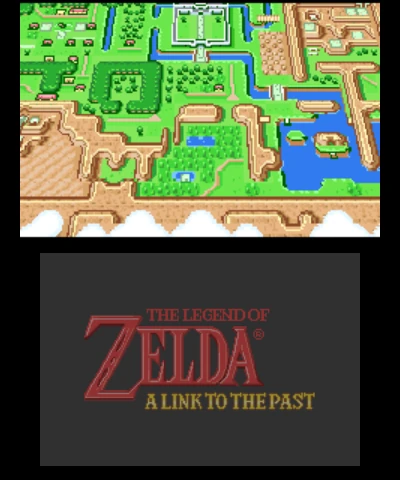 THE LEGEND OF
ZELDA®
A LINK TO THE PAST